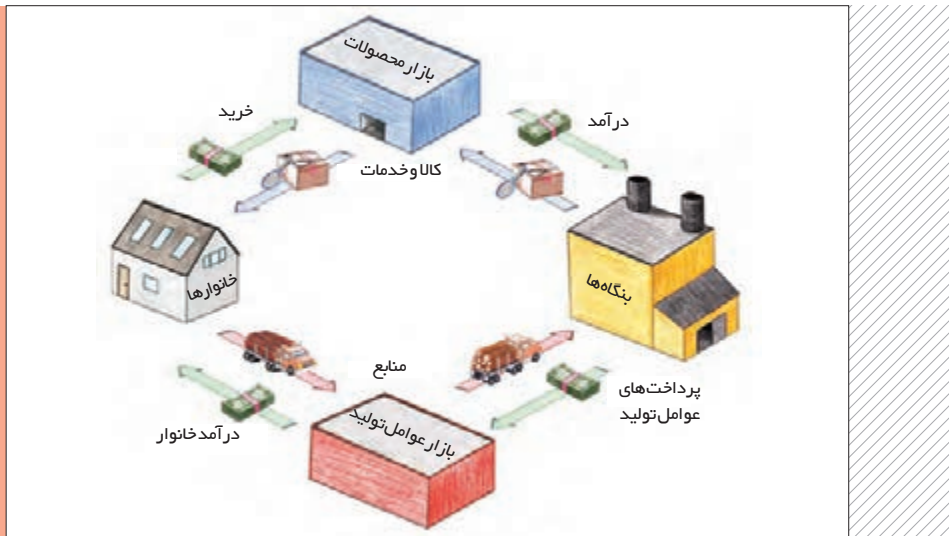 بازار محصولات
خرید
درآمد
کالا و خدمات
خانوارها
بنگاه‌ها
منابع
پرداخت‌های
عوامل تولید
درآمد خانوار
بازار عوامل تولید